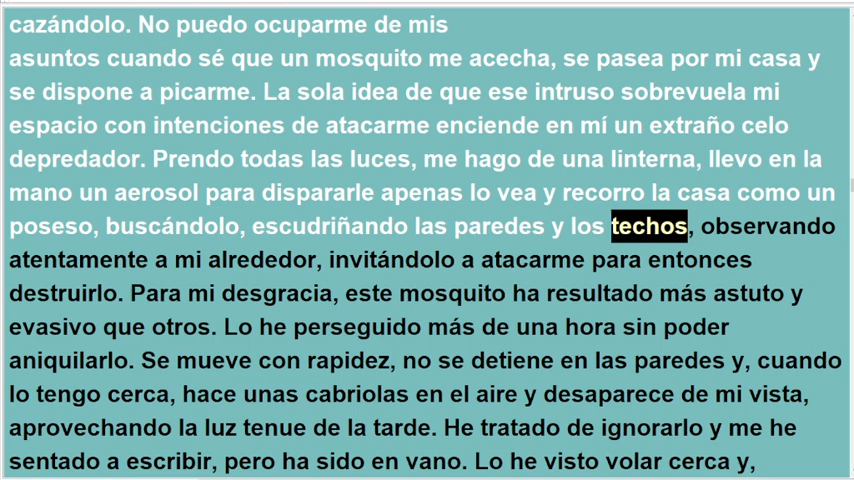 cazándolo. No puedo ocuparme de mis
asuntos cuando sé que un mosquito me acecha, se pasea por mi casa y
se dispone a picarme. La sola idea de que ese intruso sobrevuela mi
espacio con intenciones de atacarme enciende en mí un extraño celo
depredador. Prendo todas las luces, me hago de una linterna, llevo en la
mano un aerosol para dispararle apenas lo vea y recorro la casa como un
poseso, buscándolo, escudriñando las paredes y los techos, observando
atentamente a mi alrededor, invitándolo a atacarme para entonces
destruirlo. Para mi desgracia, este mosquito ha resultado más astuto y
evasivo que otros. Lo he perseguido más de una hora sin poder
aniquilarlo. Se mueve con rapidez, no se detiene en las paredes y, cuando
lo tengo cerca, hace unas cabriolas en el aire y desaparece de mi vista,
aprovechando la luz tenue de la tarde. He tratado de ignorarlo y me he
sentado a escribir, pero ha sido en vano. Lo he visto volar cerca y,